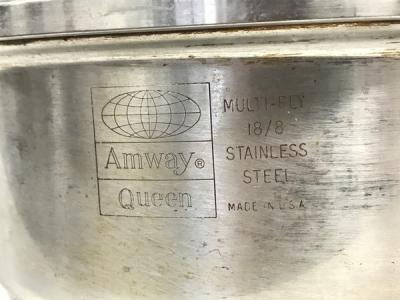 Amway®
Queen
MULTI-PLY
18/8
STAINLESS
STEEL
MADE IN U.S.A.